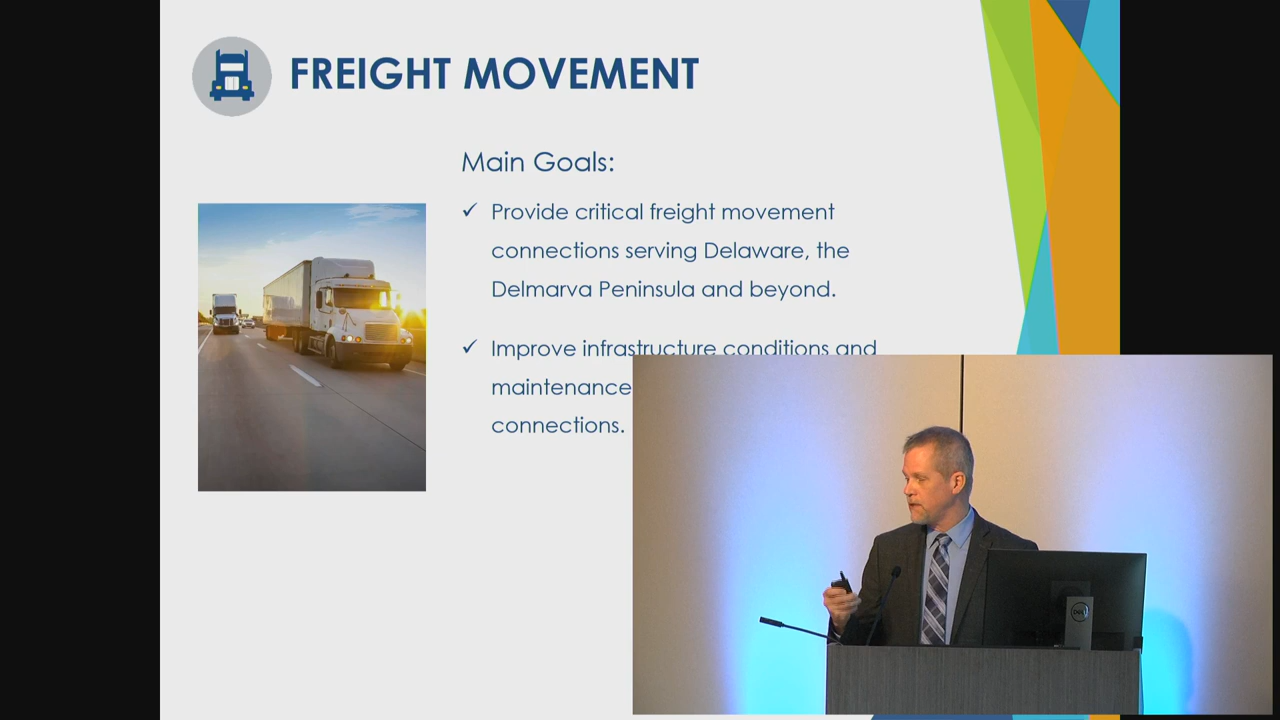 FREIGHT MOVEMENT
Main Goals:
✓ Provide critical freight movement
connections serving Delaware, the
Delmarva Peninsula and beyond.
✓ Improve infrastructure conditions and
maintenance
connections.
DELL